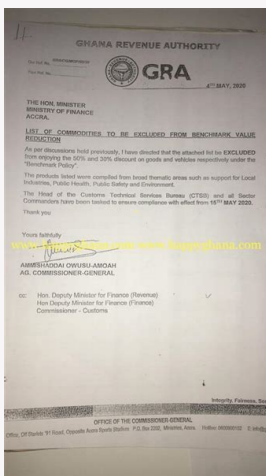 GHANA REVENUE AUTHORITY
GRA
4TH MAY, 2020
THE HON. MINISTER
MINISTRY OF FINANCE
ACCRA.
LIST OF COMMODITIES TO BE EXCLUDED FROM BENCHMARK VALUE
REDUCTION
As per discussions held previously, I have directed that the attached list be EXCLUDED
from enjoying the 50% and 30% discount on goods and vehicles respectively under the
"Benchmark Policy".
The products listed were compiled from broad thematic areas such as support for Local
Industries, Public Health, Public Safety and Environment.
The Head of the Customs Technical Services Bureau (CTSB) and all Sector
Commanders have been tasked to ensure compliance with effect from 15TH MAY 2020.
Thank you
Yours faithfully
AMMISHADDAI OWUSU-AMOAH
AG. COMMISSIONER-GENERAL
cc Hon. Deputy Minister for Finance (Revenue)
Hon Deputy Minister for Finance (Finance)
Commissioner - Customs
Integrity, Fairness,
OFFICE OF THE COMMISSIONER-GENERAL